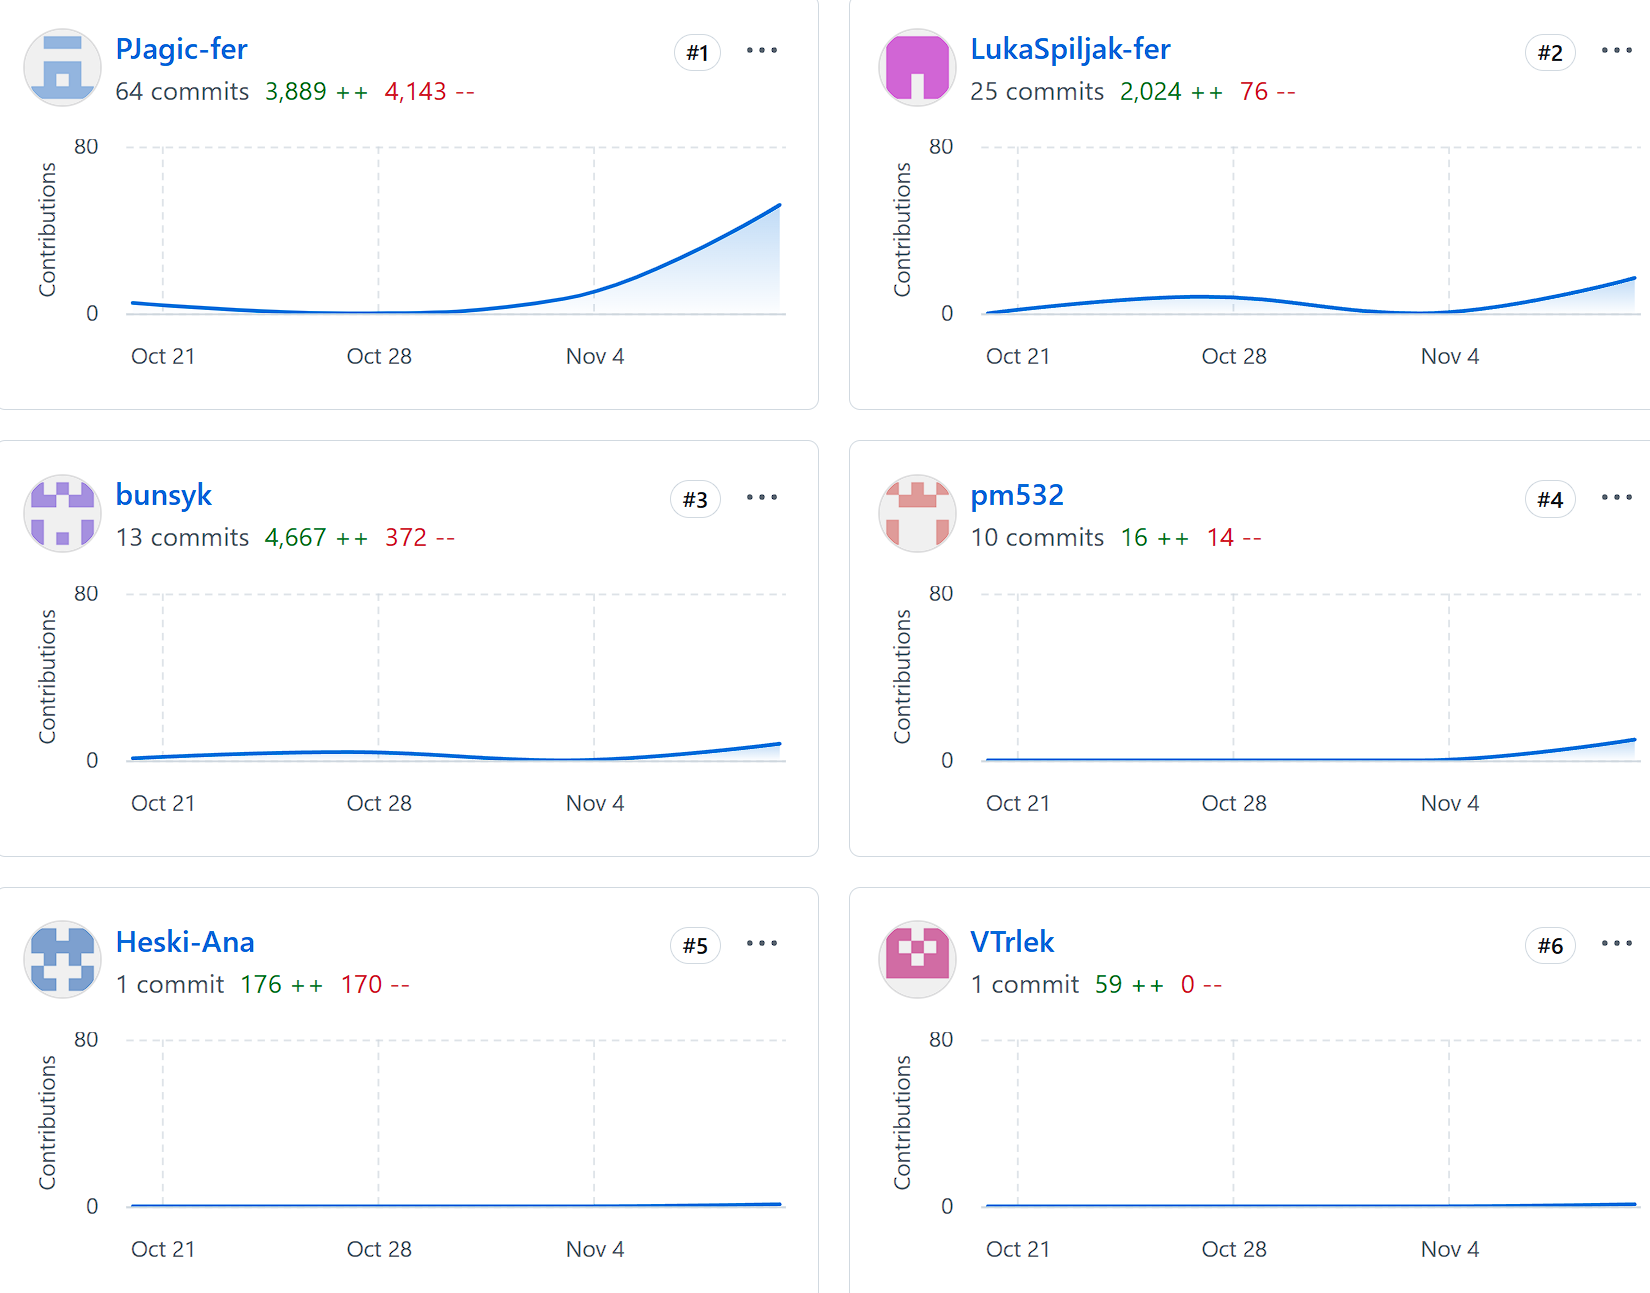 PJagic-fer
#1
64 commits 3,889 ++ 4,143 --
80
Contributions
0
Oct 21 Oct 28 Nov 4
LukaSpiljak-fer
#2
25 commits 2,024 ++ 76 --
80
Contributions
0
Oct 21 Oct 28 Nov 4
bunsyk
#3
13 commits 4,667 ++ 372 --
80
Contributions
0
Oct 21 Oct 28 Nov 4
pm532
#4
10 commits 16 ++ 14 --
80
Contributions
0
Oct 21 Oct 28 Nov 4
Heski-Ana
#5
1 commit 176 ++ 170 --
80
Contributions
0
Oct 21 Oct 28 Nov 4
VTrlek
#6
1 commit 59 ++ 0 --
80
Contributions
0
Oct 21 Oct 28 Nov 4